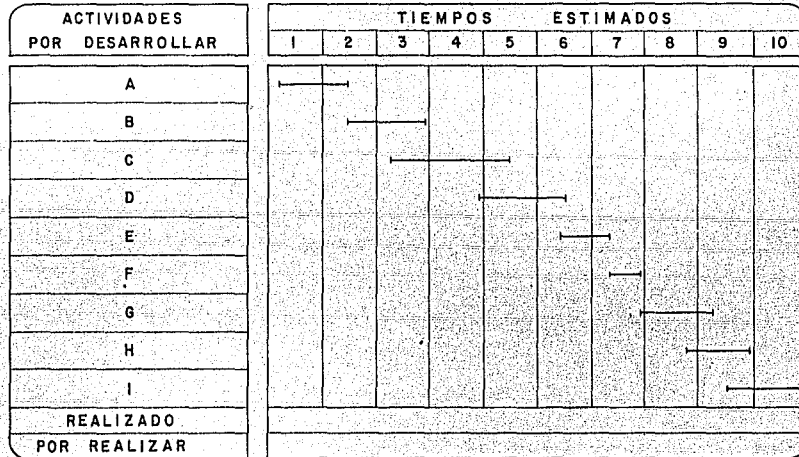 ACTIVIDADES
POR DESARROLLAR
TIEMPOS ESTIMADOS
1 2 3 4 5 6 7 8 9 10
A
B
C
D
E
F
G
H
I
REALIZADO
POR REALIZAR